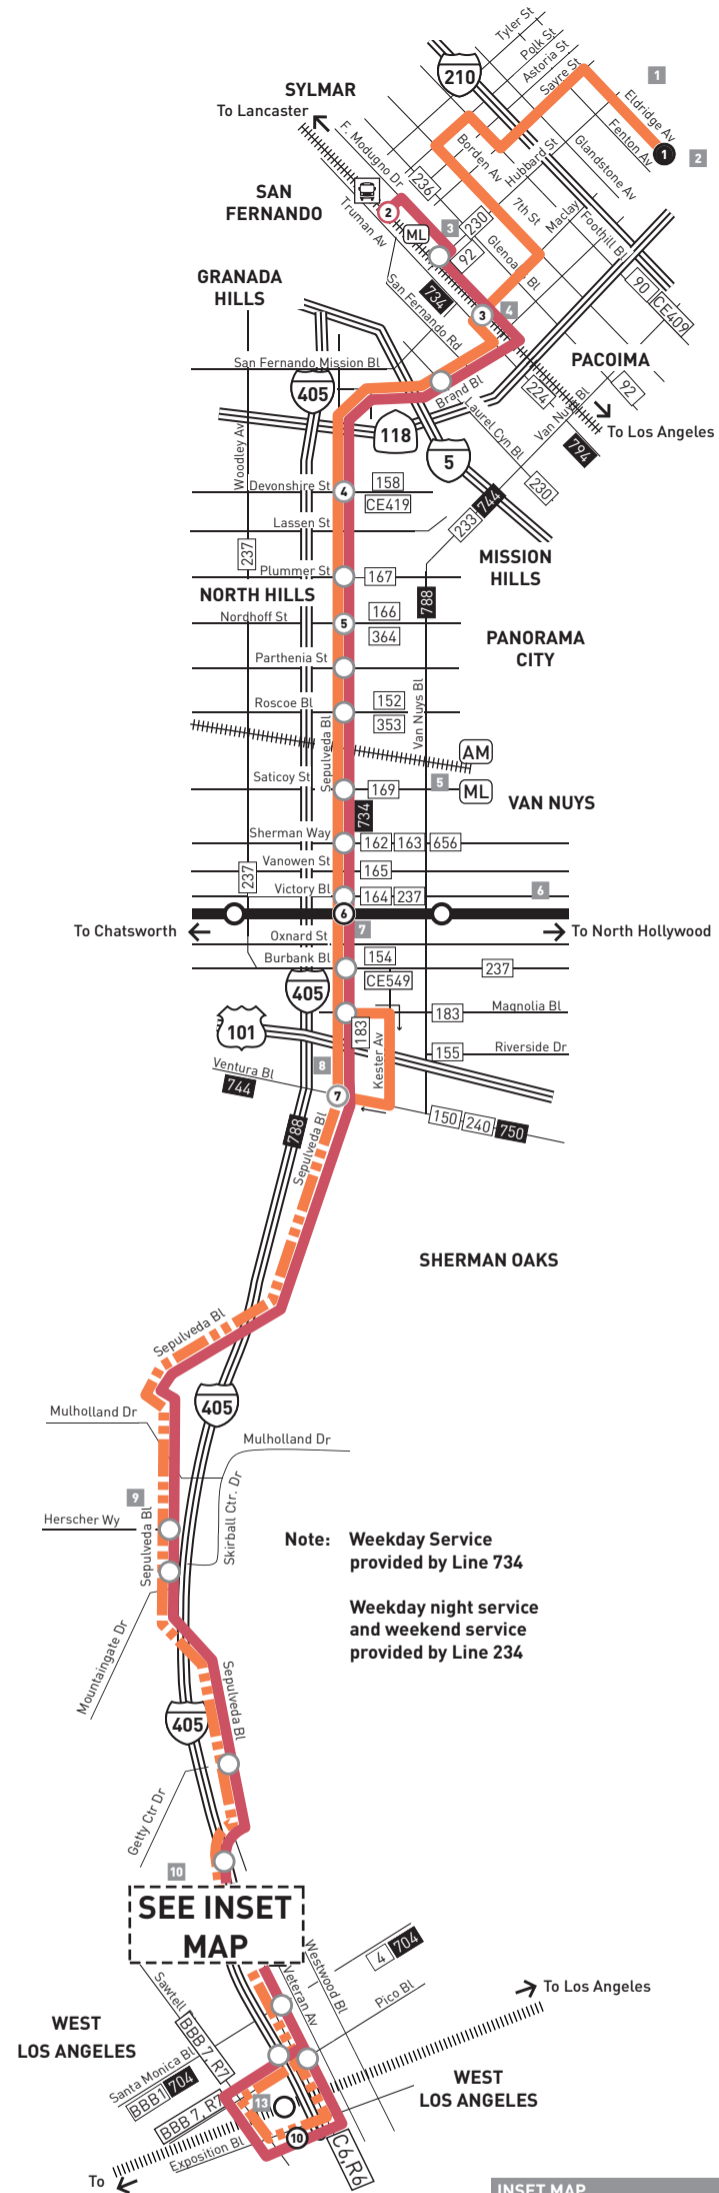 Tyler St
Polk St
Astoria St
Sayre St
210
1
SYLMAR
To Lancaster
Eldridge Av
Fenton Av
1
2
F. Modugno Dr
Borden Av
Hubbard St
Glandstone Av
236
SAN
FERNANDO
2
Truman Av
ML
3
230
92
7th St
Maclay
Foothill Bl
Glenoaks Bl
734
90
CE409
GRANADA
HILLS
San Fernando Rd
3
4
San Fernando Mission Bl
PACOIMA
405
Brand Bl
224
92
Van Nuys Bl
To Los Angeles
118
Laurel Cyn Bl
794
5
230
Woodley Av
Devonshire St
4
158
CE419
744
233
Lassen St
237
MISSION
HILLS
Plummer St
167
NORTH HILLS
788
166
Nordhoff St
5
364
PANORAMA
CITY
Parthenia St
Roscoe Bl
152
353
Van Nuys Bl
Sepulveda Bl
AM
Saticoy St
169
5
ML
VAN NUYS
734
Sherman Way
162
163
656
Vanowen St
165
237
Victory Bl
164
237
6
6
To Chatsworth
7
To North Hollywood
Oxnard St
Burbank Bl
154
237
CE549
405
183
Magnolia Bl
101
183
Kester Av
155
Riverside Dr
8
Ventura Bl
744
7
150
240
750
788
Sepulveda Bl
SHERMAN OAKS
Sepulveda Bl
405
Mulholland Dr
Mulholland Dr
9
Skirball Ctr. Dr
Herscher Wy
Sepulveda Bl
Note: Weekday Service
provided by Line 734
Weekday night service
and weekend service
provided by Line 234
Mountaingate Dr
Sepulveda Bl
405
Getty Ctr Dr
10
SEE INSET
MAP
4
704
Westwood Bl
Veteran Av
Sawtell
Pico Bl
To Los Angeles
WEST
LOS ANGELES
BBB 7, R7
Santa Monica Bl
BBB1
704
WEST
LOS ANGELES
13
BBB 7, R7
10
Exposition Bl
C6,R6
To
INSET MAP